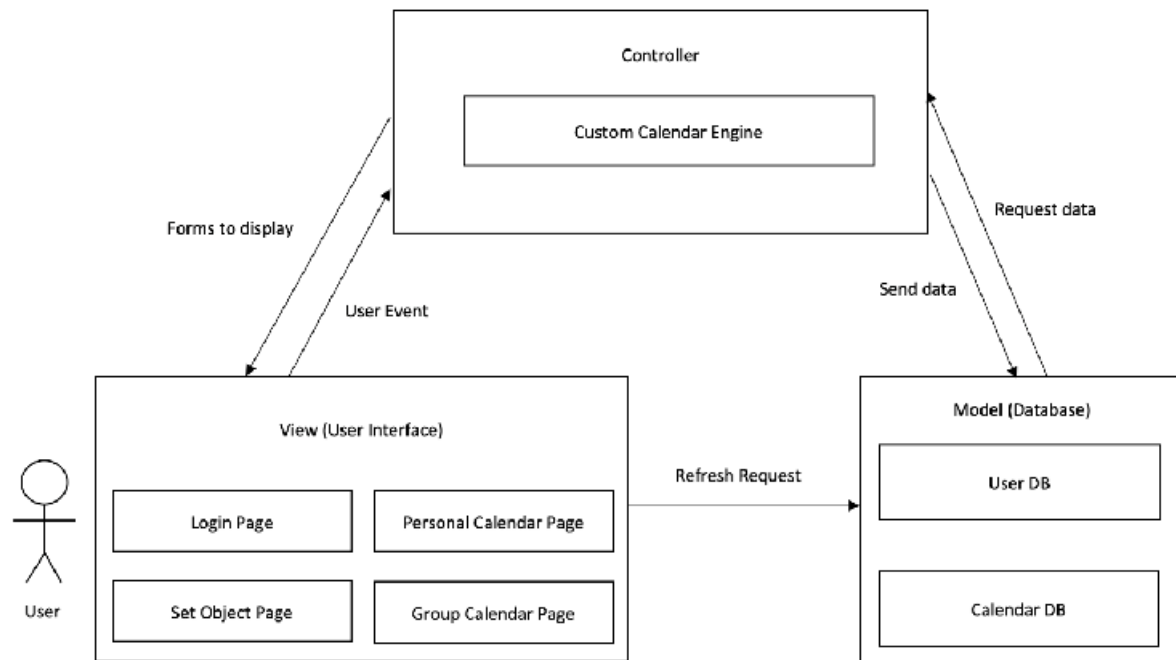 Controller
Custom Calendar Engine
Forms to display
User Event
Request data
Send data
View (User Interface)
Login Page
Personal Calendar Page
Set Object Page
Group Calendar Page
User
Refresh Request
Model (Database)
User DB
Calendar DB